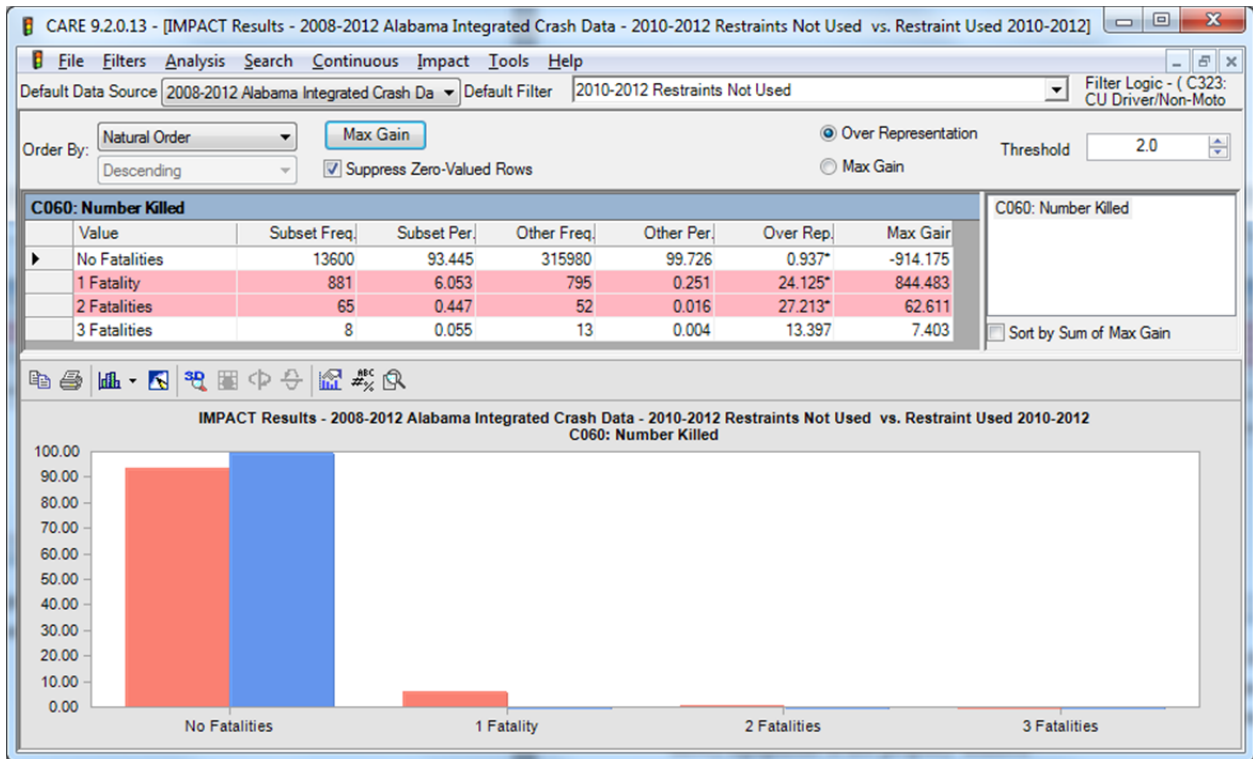 CARE 9.2.0.13 - [IMPACT Results - 2008-2012 Alabama Integrated Crash Data - 2010-2012 Restraints Not Used vs. Restraint Used 2010-2012]
File Filters Analysis Search Continuous Impact Tools Help
Default Data Source 2008-2012 Alabama Integrated Crash Da Default Filter 2010-2012 Restraints Not Used Filter Logic - ( C323:
CU Driver/Non-Moto
Order By: Natural Order Max Gain Over Representation Threshold 2.0
Descending Suppress Zero-Valued Rows Max Gain
C060: Number Killed C060: Number Killed
Value Subset Freq. Subset Per. Other Freq. Other Per. Over Rep. Max Gain
No Fatalities 13600 93.445 315980 99.726 0.937* -914.175
1 Fatality 881 6.053 795 0.251 24.125* 844.483
2 Fatalities 65 0.447 52 0.016 27.213* 62.611
3 Fatalities 8 0.055 13 0.004 13.397 7.403
Sort by Sum of Max Gain
3D ABC #%
IMPACT Results - 2008-2012 Alabama Integrated Crash Data - 2010-2012 Restraints Not Used vs. Restraint Used 2010-2012
C060: Number Killed
100.00
90.00
80.00
70.00
60.00
50.00
40.00
30.00
20.00
10.00
0.00
No Fatalities 1 Fatality 2 Fatalities 3 Fatalities